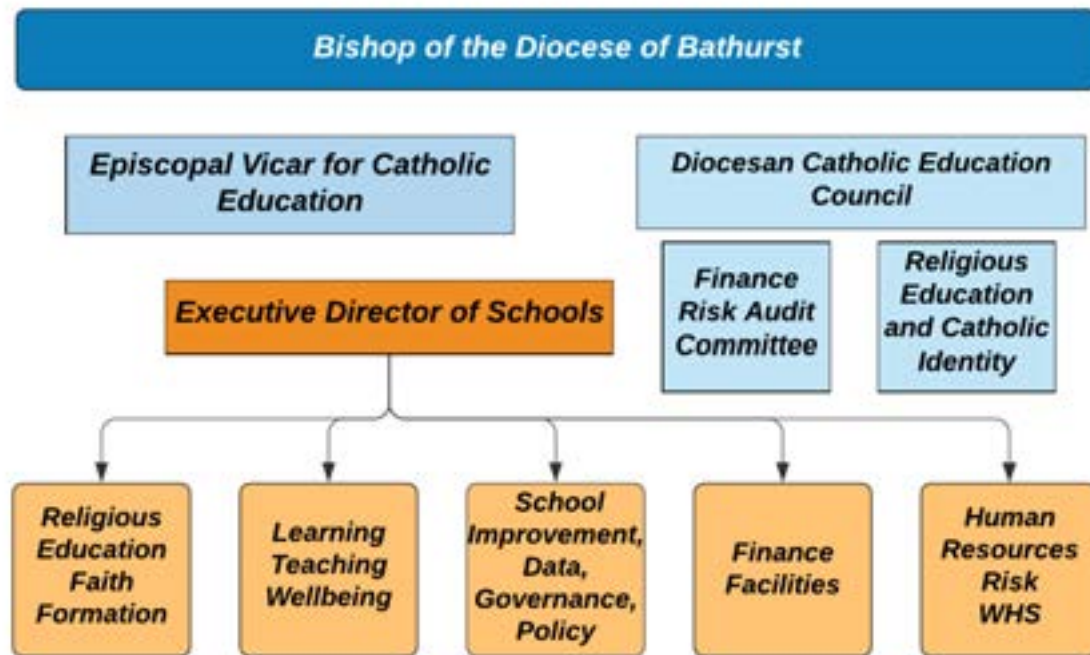 Bishop of the Diocese of Bathurst
Episcopal Vicar for Catholic
Education
Diocesan Catholic Education
Council
Executive Director of Schools
Finance
Risk Audit
Committee
Religious
Education
and Catholic
Identity
Religious
Education
Faith
Formation
Learning
Teaching
Wellbeing
School
Improvement,
Data,
Governance,
Policy
Finance
Facilities
Human
Resources
Risk
WHS